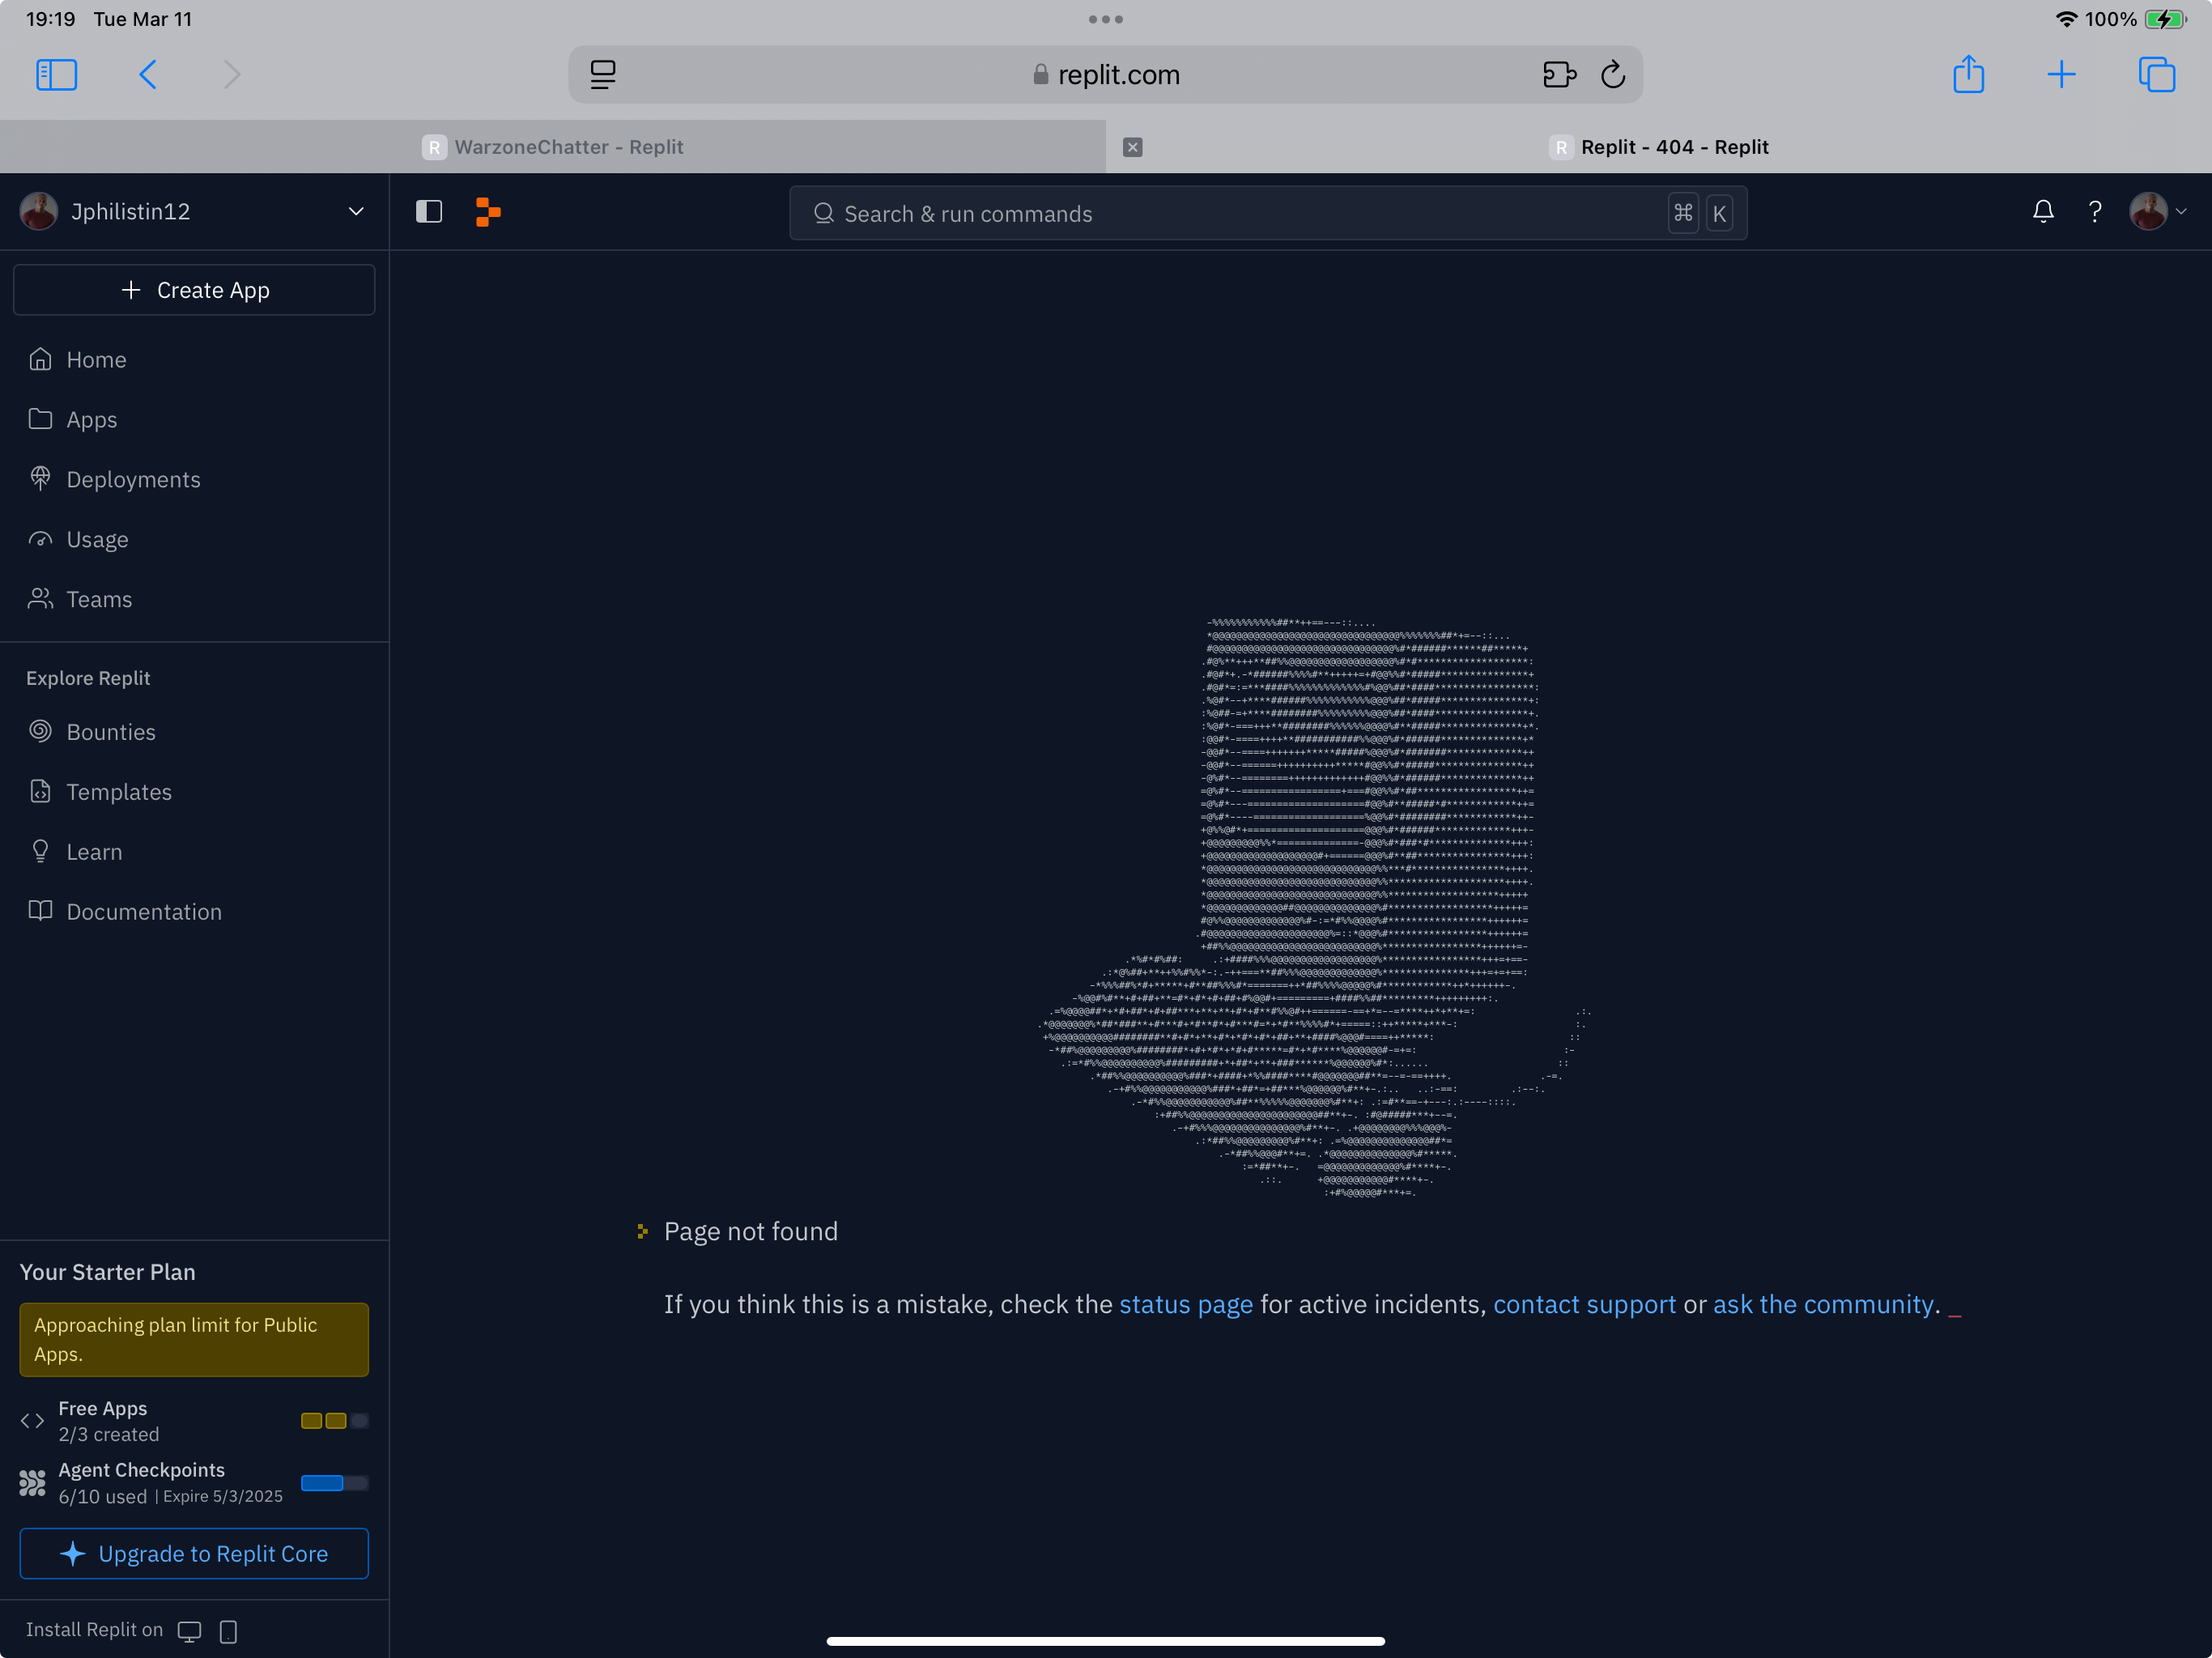 19:19 Tue Mar 11
100%
replit.com
R WarzoneChatter - Replit
R Replit - 404 - Replit
Jphilistin12
Search & run commands
⌘ K
?
+ Create App
Home
Apps
Deployments
Usage
Teams
Explore Replit
Bounties
Templates
Learn
Documentation
Page not found
If you think this is a mistake, check the status page for active incidents, contact support or ask the community. _
Your Starter Plan
Approaching plan limit for Public
Apps.
Free Apps
2/3 created
Agent Checkpoints
6/10 used | Expire 5/3/2025
Upgrade to Replit Core
Install Replit on